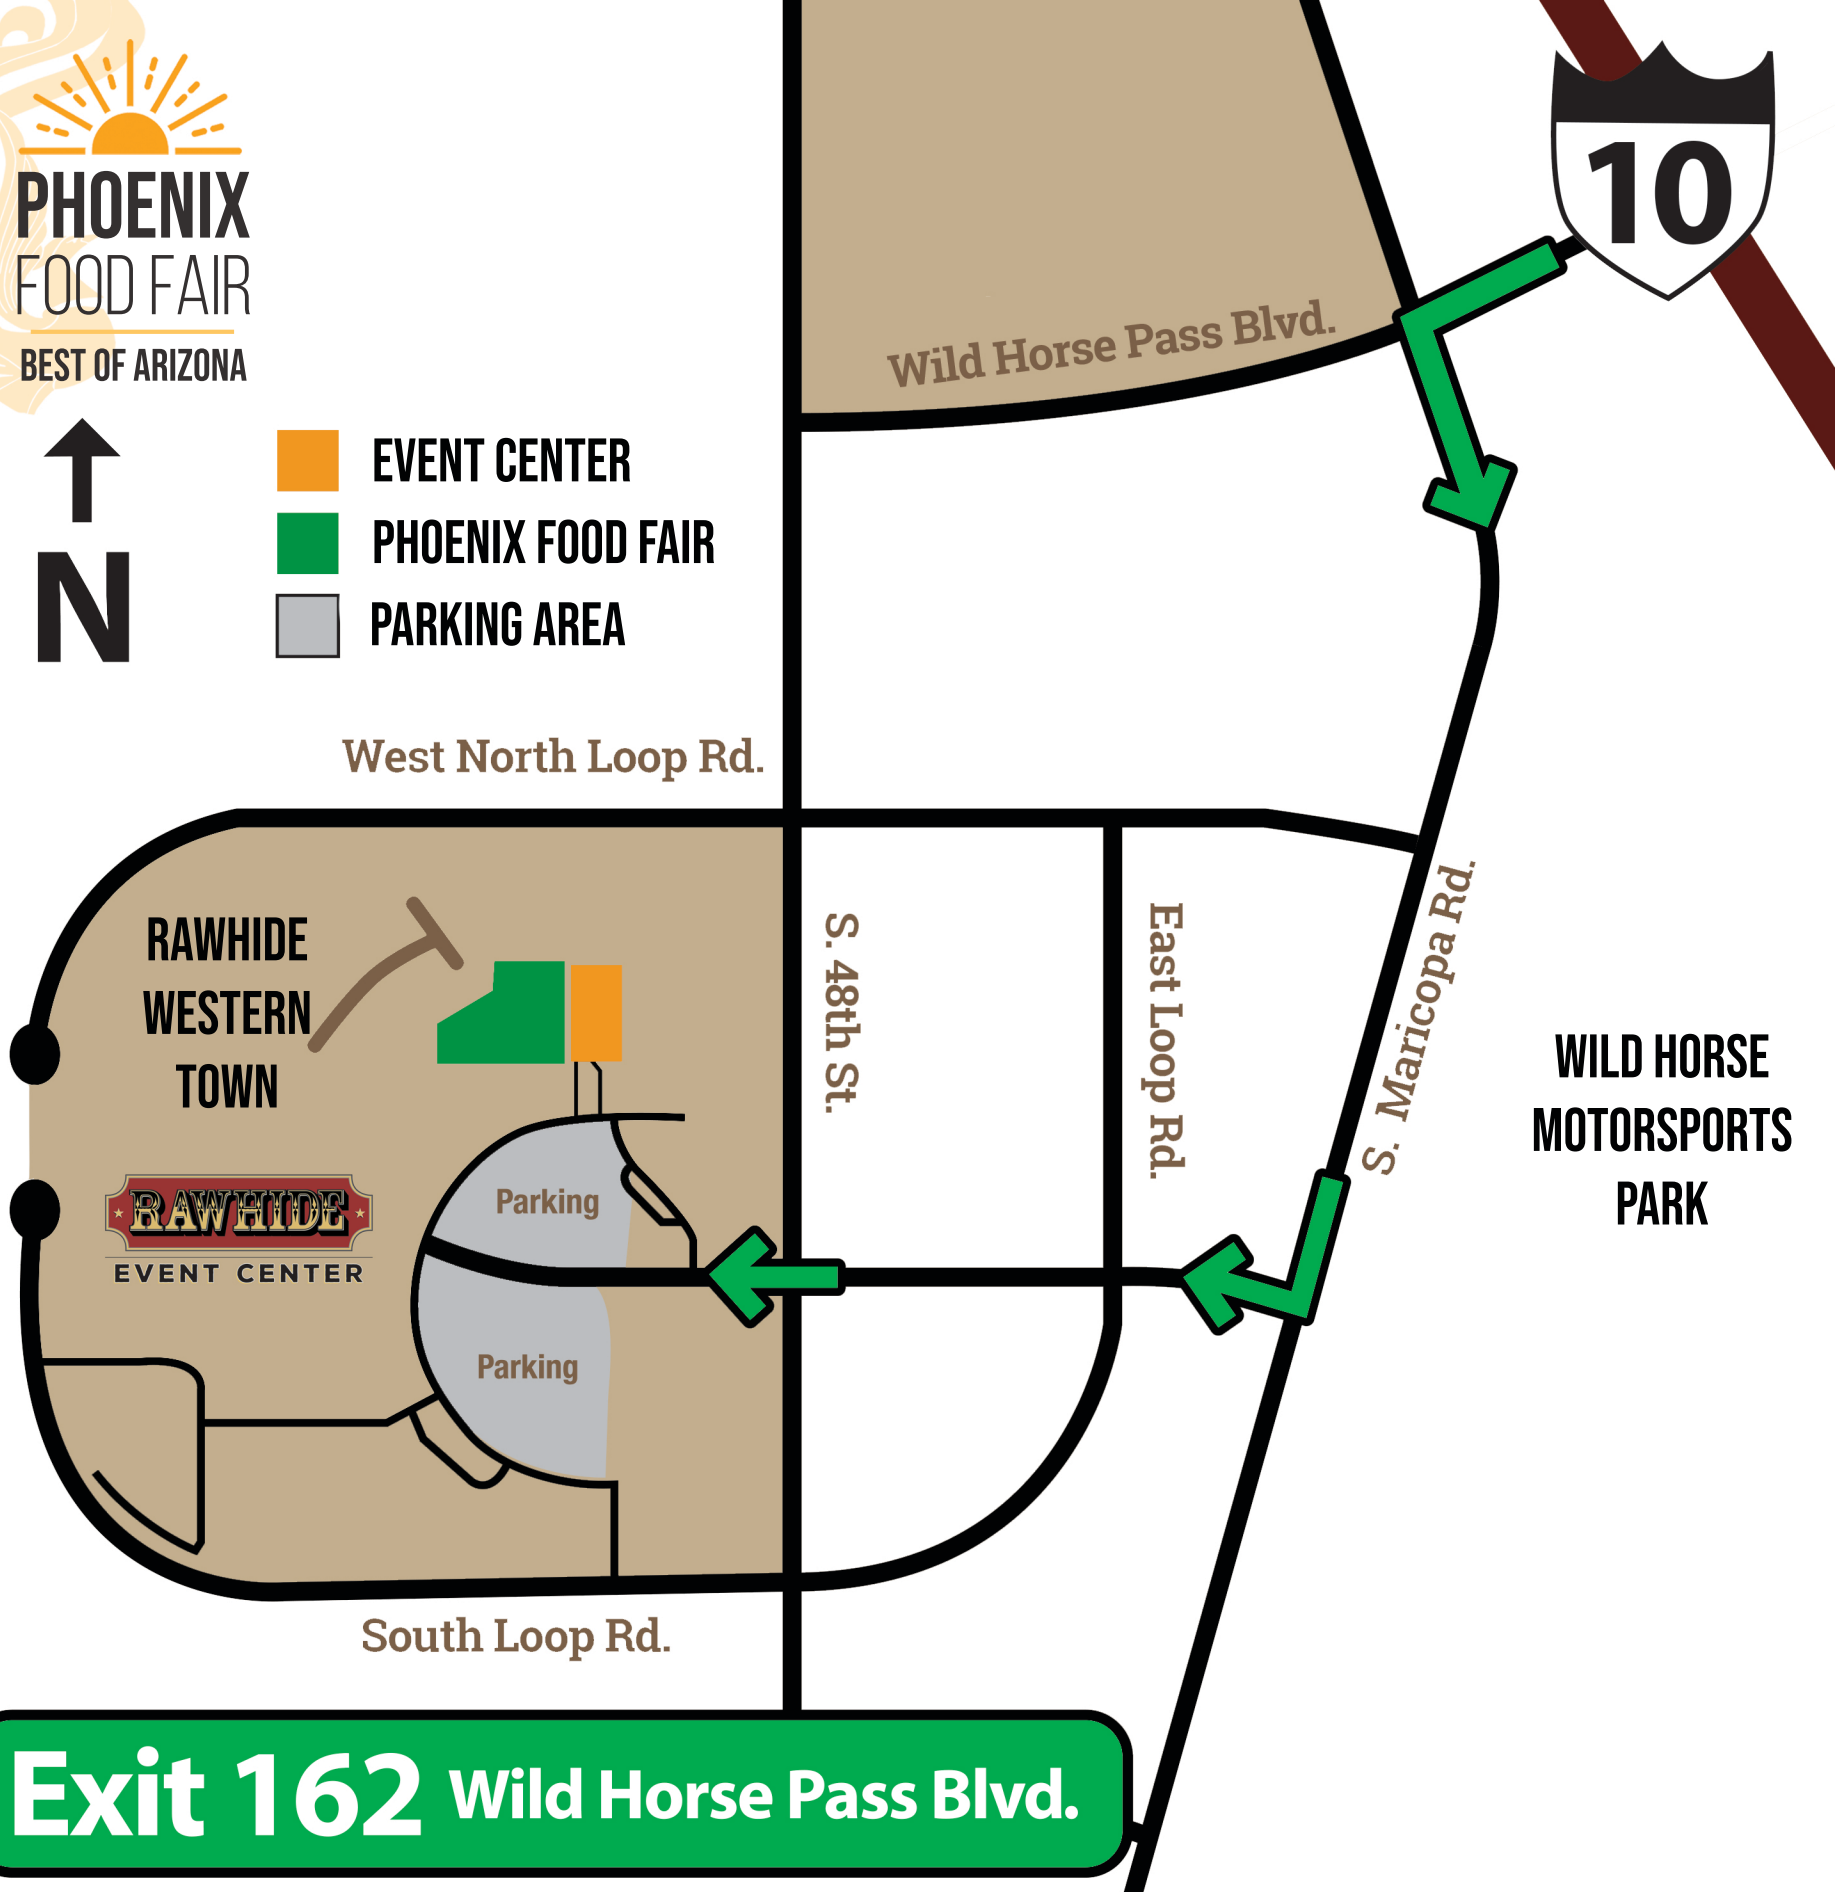 PHOENIX
FOOD FAIR
BEST OF ARIZONA
N
EVENT CENTER
PHOENIX FOOD FAIR
PARKING AREA
10
Wild Horse Pass Blvd.
West North Loop Rd.
RAWHIDE
WESTERN
TOWN
RAWHIDE
EVENT CENTER
Parking
Parking
S. 48th St.
East Loop Rd.
S. Maricopa Rd.
WILD HORSE
MOTORSPORTS
PARK
South Loop Rd.
Exit 162 Wild Horse Pass Blvd.